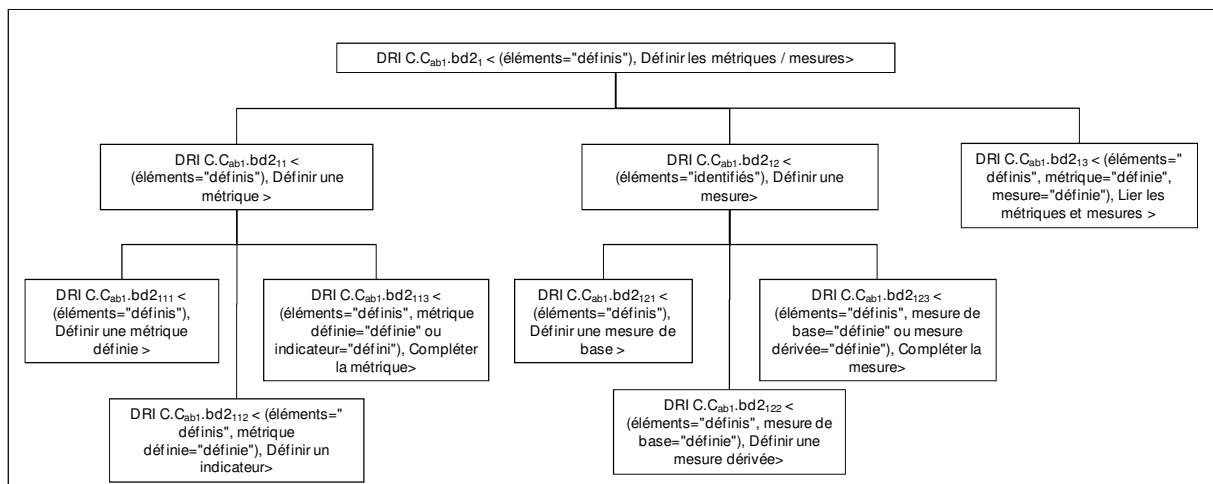 DRI C.Cab1.bd21 < (éléments="définis"), Définir les métriques / mesures>
DRI C.Cab1.bd211 <
(éléments="définis"), Définir une
métrique >
DRI C.Cab1.bd212 <
(éléments="identifiés"), Définir une
mesure>
DRI C.Cab1.bd213 < (éléments="
définis", métrique="définie",
mesure="définie"), Lier les
métriques et mesures >
DRI C.Cab1.bd2111 <
(éléments="définis"),
Définir une métrique
définie >
DRI C.Cab1.bd2113 <
(éléments="définis", métrique
définie="définie" ou
indicateur="défini"), Compléter
la métrique>
DRI C.Cab1.bd2121 <
(éléments="définis"),
Définir une mesure de
base >
DRI C.Cab1.bd2123 <
(éléments="définis", mesure de
base="définie" ou mesure
dérivée="définie"), Compléter la
mesure>
DRI C.Cab1.bd2112 < (éléments="
définis", métrique
définie="définie"), Définir un
indicateur>
DRI C.Cab1.bd2122 <
(éléments="définis", mesure de
base="définie"), Définir une
mesure dérivée>